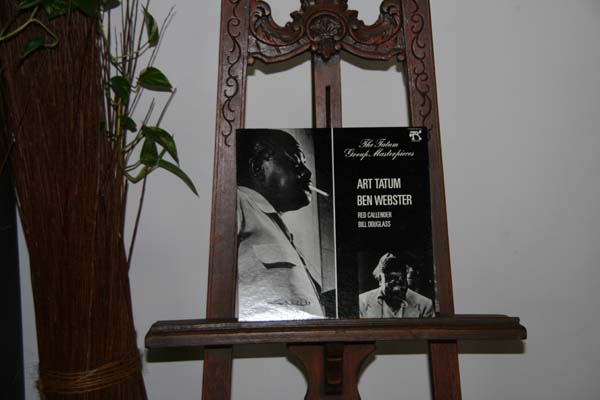 The Tatum
Group Masterpieces
ART TATUM
BEN WEBSTER
RED CALLENDER
BILL DOUGLASS